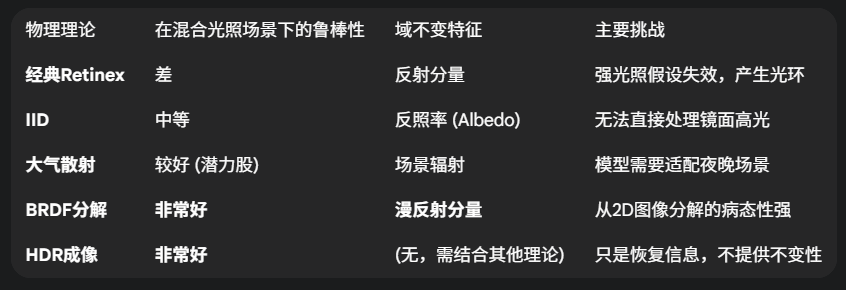 物理理论 在混合光照场景下的鲁棒性 域不变特征 主要挑战
经典Retinex 差 反射分量 强光照假设失效，产生光环
IID 中等 反照率 (Albedo) 无法直接处理镜面高光
大气散射 较好 (潜力股) 场景辐射 模型需要适配夜晚场景
BRDF分解 非常好 漫反射分量 从2D图像分解的病态性强
HDR成像 非常好 (无，需结合其他理论) 只是恢复信息，不提供不变性